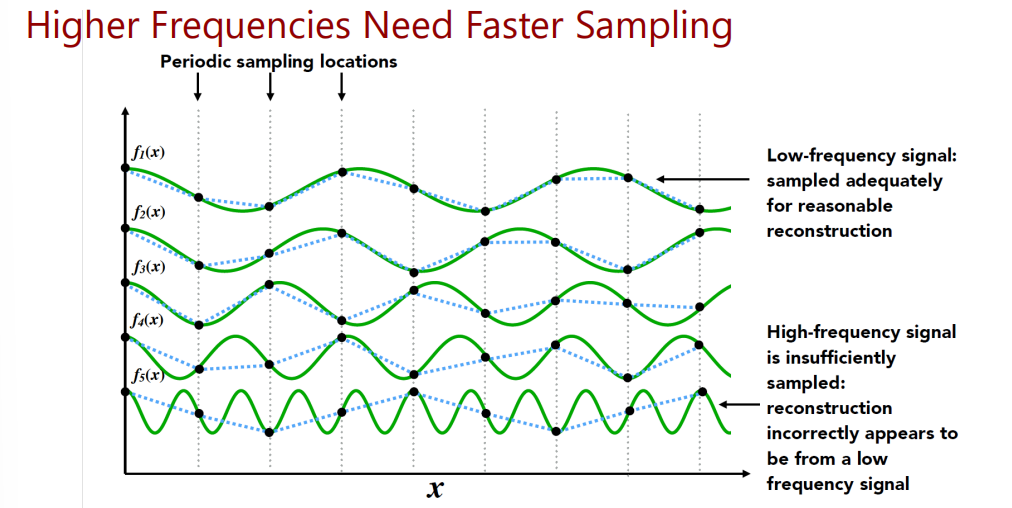 Higher Frequencies Need Faster Sampling
Periodic sampling locations
f1(x)
f2(x)
f3(x)
f4(x)
f5(x)
x
Low-frequency signal:
sampled adequately
for reasonable
reconstruction
High-frequency signal
is insufficiently
sampled:
reconstruction
incorrectly appears to
be from a low
frequency signal